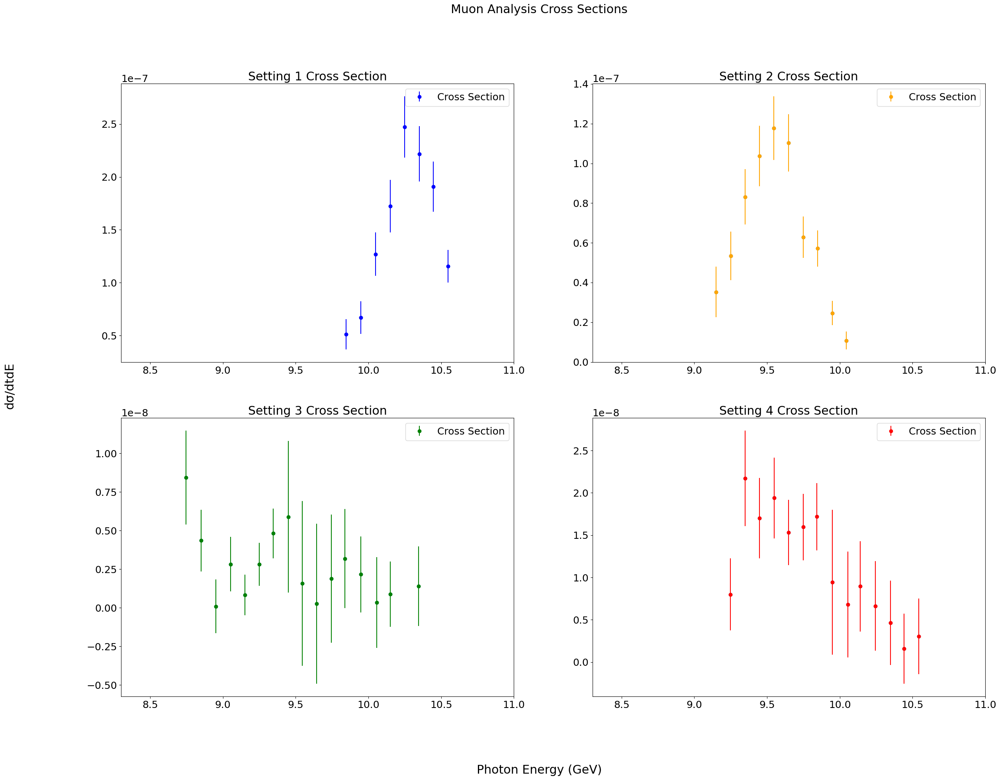 Muon Analysis Cross Sections
Setting 1 Cross Section
1e−7
Cross Section
2.5
2.0
1.5
1.0
0.5
8.5 9.0 9.5 10.0 10.5 11.0
Setting 2 Cross Section
1e−7
Cross Section
1.4
1.2
1.0
0.8
0.6
0.4
0.2
0.0
8.5 9.0 9.5 10.0 10.5 11.0
dσ/dtdE
Setting 3 Cross Section
1e−8
Cross Section
1.00
0.75
0.50
0.25
0.00
−0.25
−0.50
8.5 9.0 9.5 10.0 10.5 11.0
Setting 4 Cross Section
1e−8
Cross Section
2.5
2.0
1.5
1.0
0.5
0.0
8.5 9.0 9.5 10.0 10.5 11.0
Photon Energy (GeV)